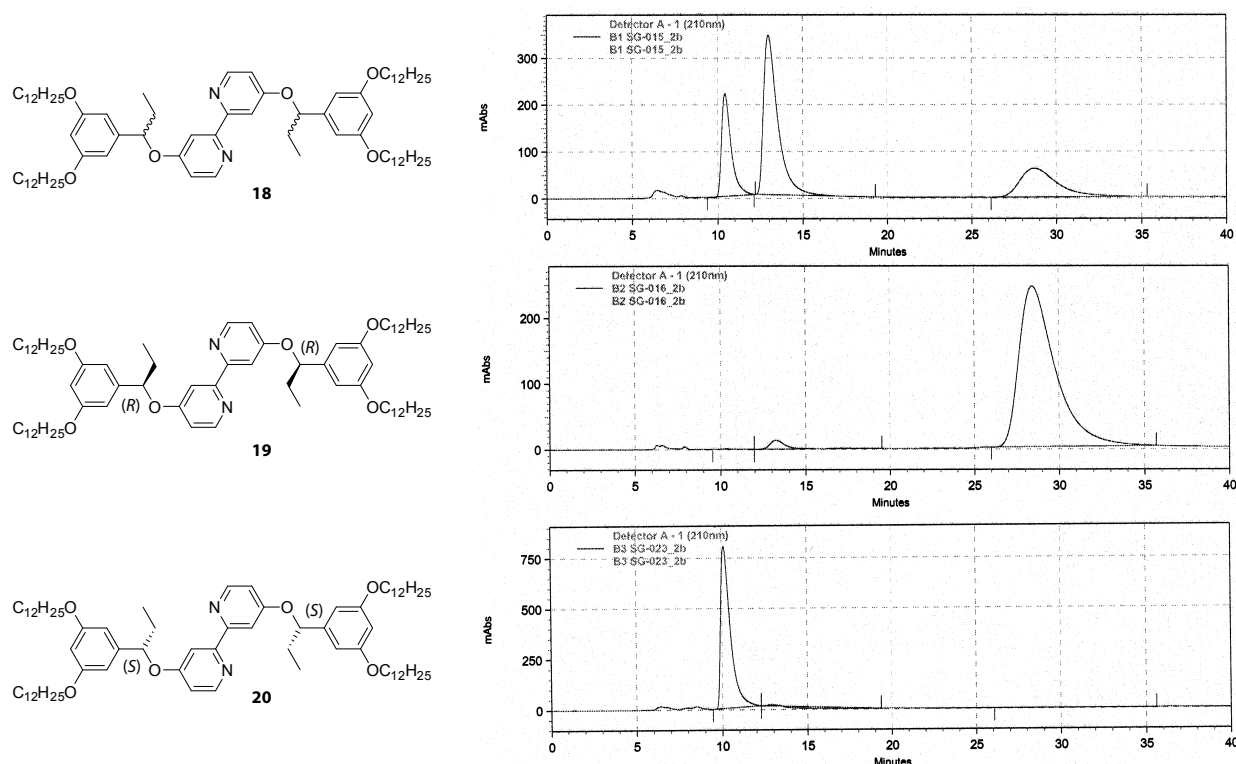 C12H25O
N
O
OC12H25
C12H25O
O
N
OC12H25
18
Detector A - 1 (210nm)
B1 SG-015_2b
B1 SG-015_2b
mAbs
300
200
100
0
0 5 10 15 20 25 30 35 40
Minutes
C12H25O
N
O
(R)
OC12H25
C12H25O
(R)
O
N
OC12H25
19
Detector A - 1 (210nm)
B2 SG-016_2b
B2 SG-016_2b
mAbs
200
100
0
0 5 10 15 20 25 30 35 40
Minutes
C12H25O
N
O
(S)
OC12H25
C12H25O
(S)
O
N
OC12H25
20
Detector A - 1 (210nm)
B3 SG-023_2b
B3 SG-023_2b
mAbs
750
500
250
0
0 5 10 15 20 25 30 35 40
Minutes